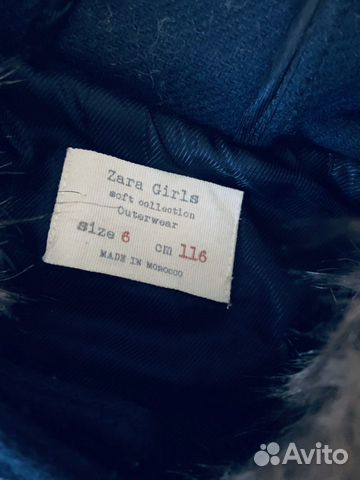 Zara Girls
soft collection
Outerwear
size 6 cm 116
MADE IN MOROCCO
Avito